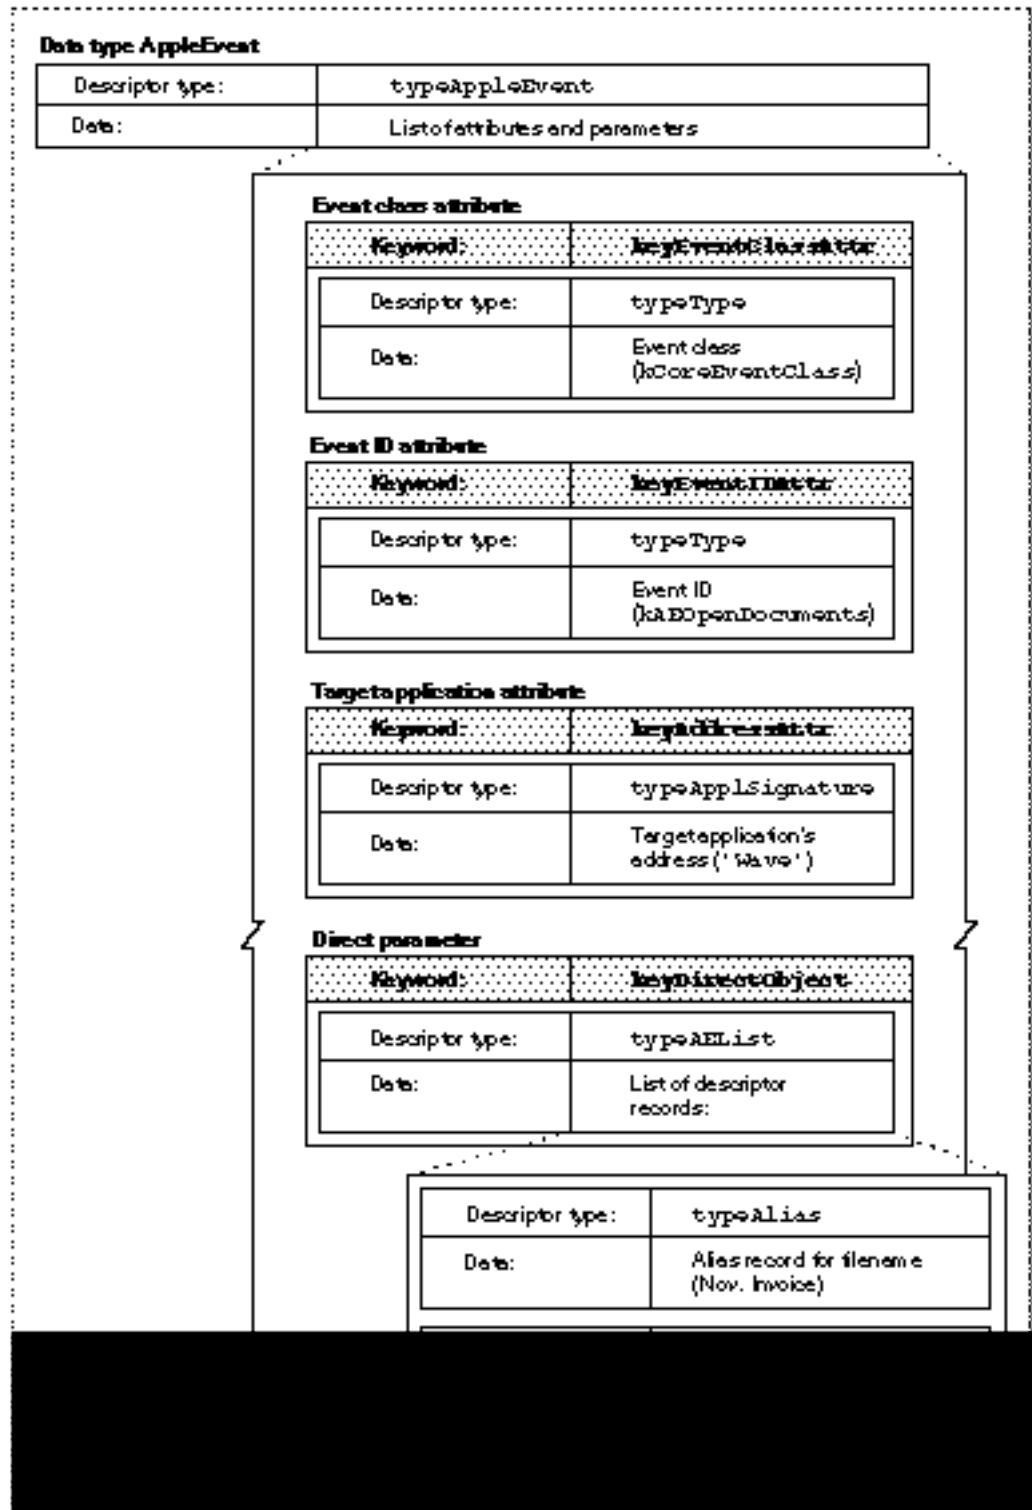 Data type AppleEvent
Descriptor type: typeAppleEvent
Data: List of attributes and parameters
Event class attribute
Keyword: keyEventClassAttr
Descriptor type: typeType
Data: Event class
(kCoreEventClass)
Event ID attribute
Keyword: keyEventIDAttr
Descriptor type: typeType
Data: Event ID
(kAEOpenDocuments)
Target application attribute
Keyword: keyAddressAttr
Descriptor type: typeApplSignature
Data: Target application's
address ('Wave')
Direct parameter
Keyword: keyDirectObject
Descriptor type: typeAEList
Data: List of descriptor
records:
Descriptor type: typeAlias
Data: Alias record for filename
(Nov. Invoice)